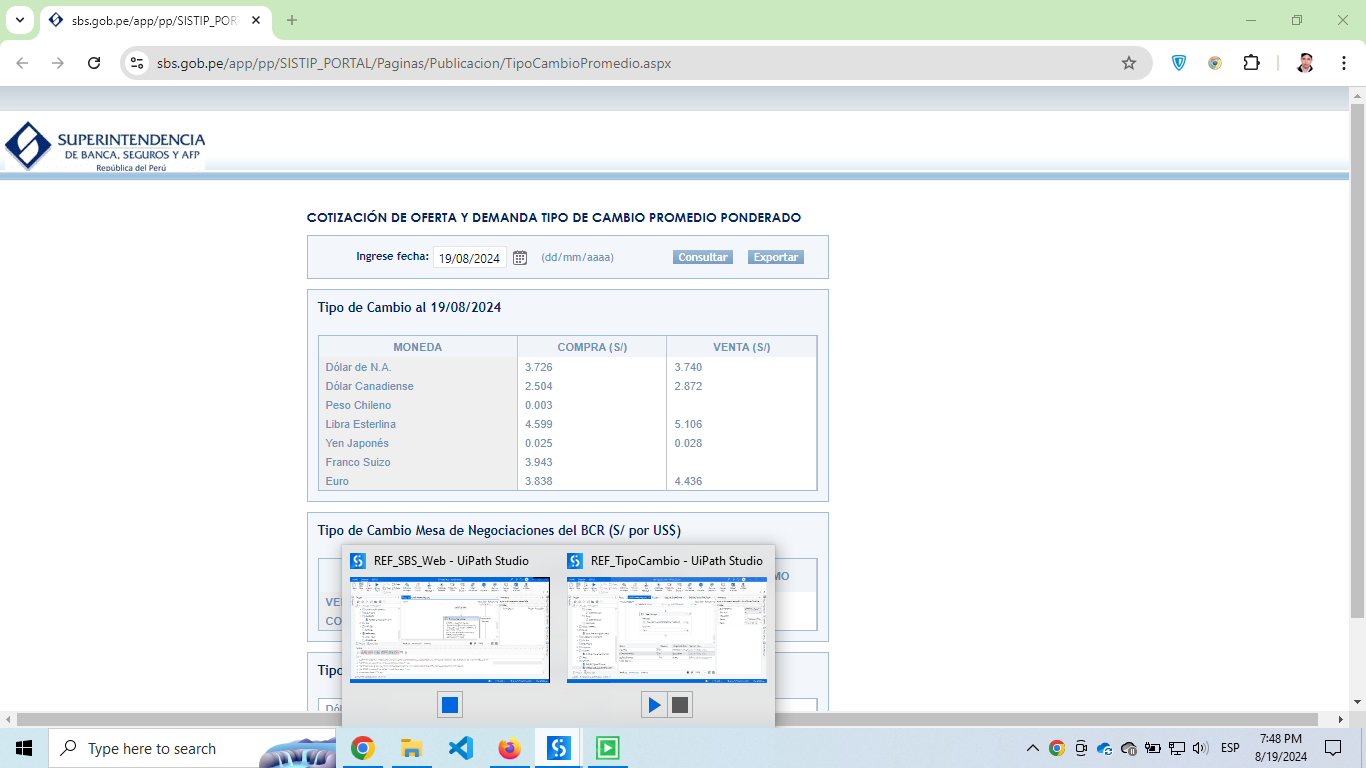 sbs.gob.pe/app/pp/SISTIP_POR
sbs.gob.pe/app/pp/SISTIP_PORTAL/Paginas/Publicacion/TipoCambioPromedio.aspx
SUPERINTENDENCIA
DE BANCA, SEGUROS Y AFP
República del Perú
COTIZACIÓN DE OFERTA Y DEMANDA TIPO DE CAMBIO PROMEDIO PONDERADO
Ingrese fecha: 19/08/2024 (dd/mm/aaaa) Consultar Exportar
Tipo de Cambio al 19/08/2024
MONEDA COMPRA (S/) VENTA (S/)
Dólar de N.A. 3.726 3.740
Dólar Canadiense 2.504 2.872
Peso Chileno 0.003
Libra Esterlina 4.599 5.106
Yen Japonés 0.025 0.028
Franco Suizo 3.943
Euro 3.838 4.436
Tipo de Cambio Mesa de Negociaciones del BCR (S/ por US$)
REF_SBS_Web - UiPath Studio REF_TipoCambio - UiPath Studio
MO
VE
CO
Tipo
Dól
Type here to search
ESP
7:48 PM
8/19/2024